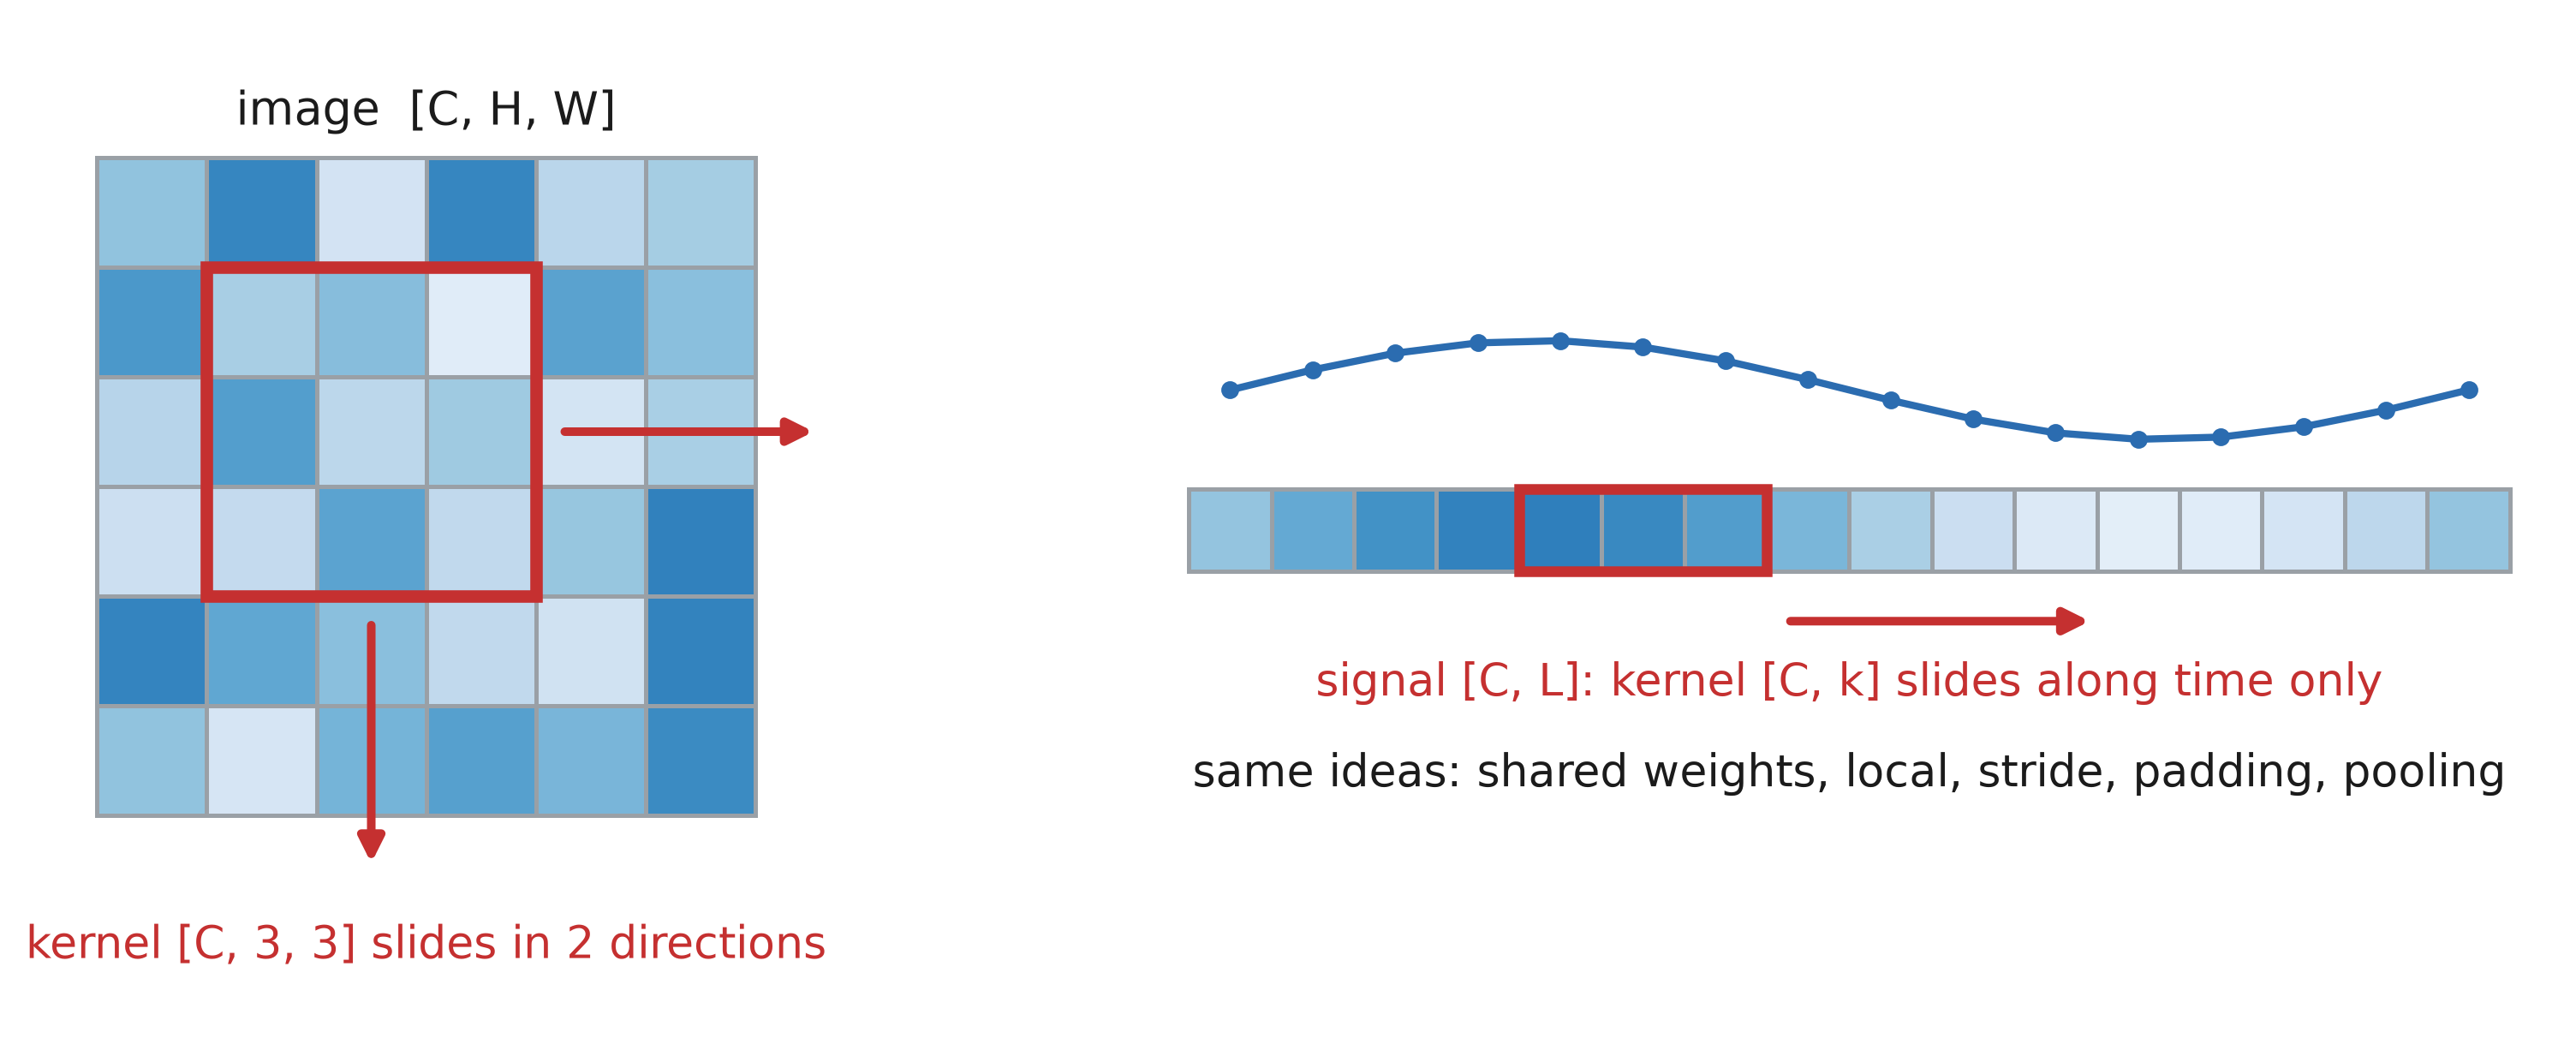 image  [C, H, W]
kernel [C, 3, 3] slides in 2 directions
signal [C, L]: kernel [C, k] slides along time only
same ideas: shared weights, local, stride, padding, pooling